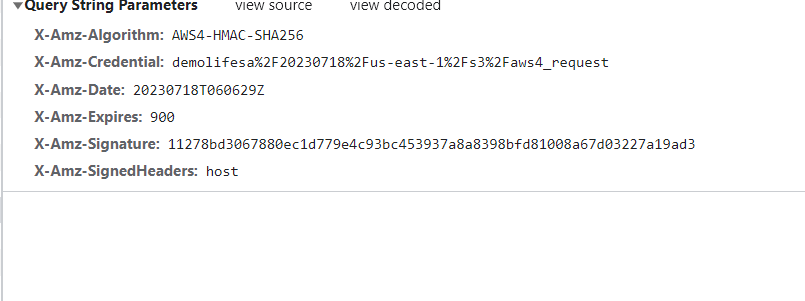 ▼Query String Parameters view source view decoded
X-Amz-Algorithm: AWS4-HMAC-SHA256
X-Amz-Credential: demolifesa%2F20230718%2Fus-east-1%2Fs3%2Faws4_request
X-Amz-Date: 20230718T060629Z
X-Amz-Expires: 900
X-Amz-Signature: 11278bd3067880ec1d779e4c93bc453937a8a8398bfd81008a67d03227a19ad3
X-Amz-SignedHeaders: host